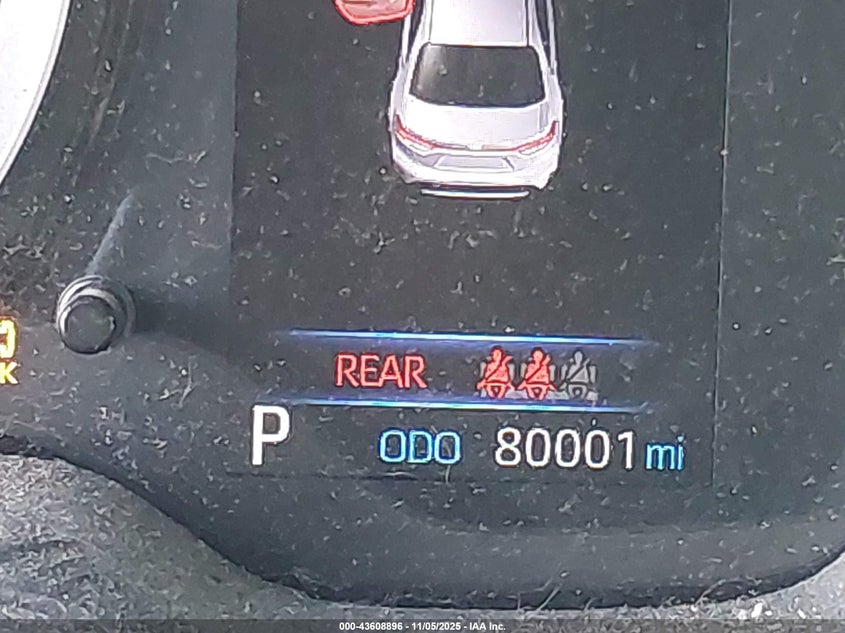 REAR
P ODO 80001 mi
K
000-43608896 - 11/05/2025 - IAA Inc.